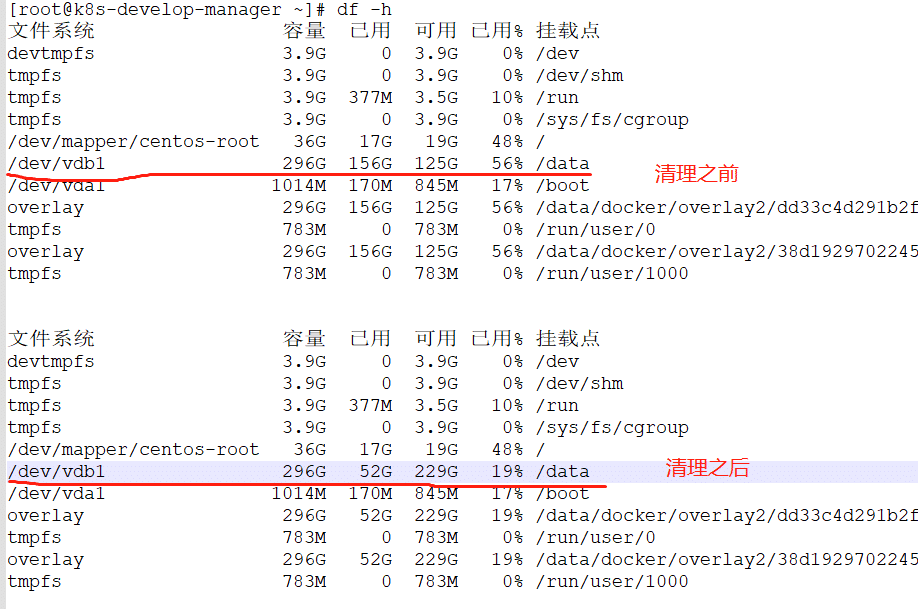 [root@k8s-develop-manager ~]# df -h
文件系统 容量 已用 可用 已用% 挂载点
devtmpfs 3.9G 0 3.9G 0% /dev
tmpfs 3.9G 0 3.9G 0% /dev/shm
tmpfs 3.9G 377M 3.5G 10% /run
tmpfs 3.9G 0 3.9G 0% /sys/fs/cgroup
/dev/mapper/centos-root 36G 17G 19G 48% /
/dev/vdb1 296G 156G 125G 56% /data 清理之前
/dev/vda1 1014M 170M 845M 17% /boot
overlay 296G 156G 125G 56% /data/docker/overlay2/dd33c4d291b2f
tmpfs 783M 0 783M 0% /run/user/0
overlay 296G 156G 125G 56% /data/docker/overlay2/38d1929702245
tmpfs 783M 0 783M 0% /run/user/1000
文件系统 容量 已用 可用 已用% 挂载点
devtmpfs 3.9G 0 3.9G 0% /dev
tmpfs 3.9G 0 3.9G 0% /dev/shm
tmpfs 3.9G 377M 3.5G 10% /run
tmpfs 3.9G 0 3.9G 0% /sys/fs/cgroup
/dev/mapper/centos-root 36G 17G 19G 48% /
/dev/vdb1 296G 52G 229G 19% /data 清理之后
/dev/vda1 1014M 170M 845M 17% /boot
overlay 296G 52G 229G 19% /data/docker/overlay2/dd33c4d291b2f
tmpfs 783M 0 783M 0% /run/user/0
overlay 296G 52G 229G 19% /data/docker/overlay2/38d1929702245
tmpfs 783M 0 783M 0% /run/user/1000